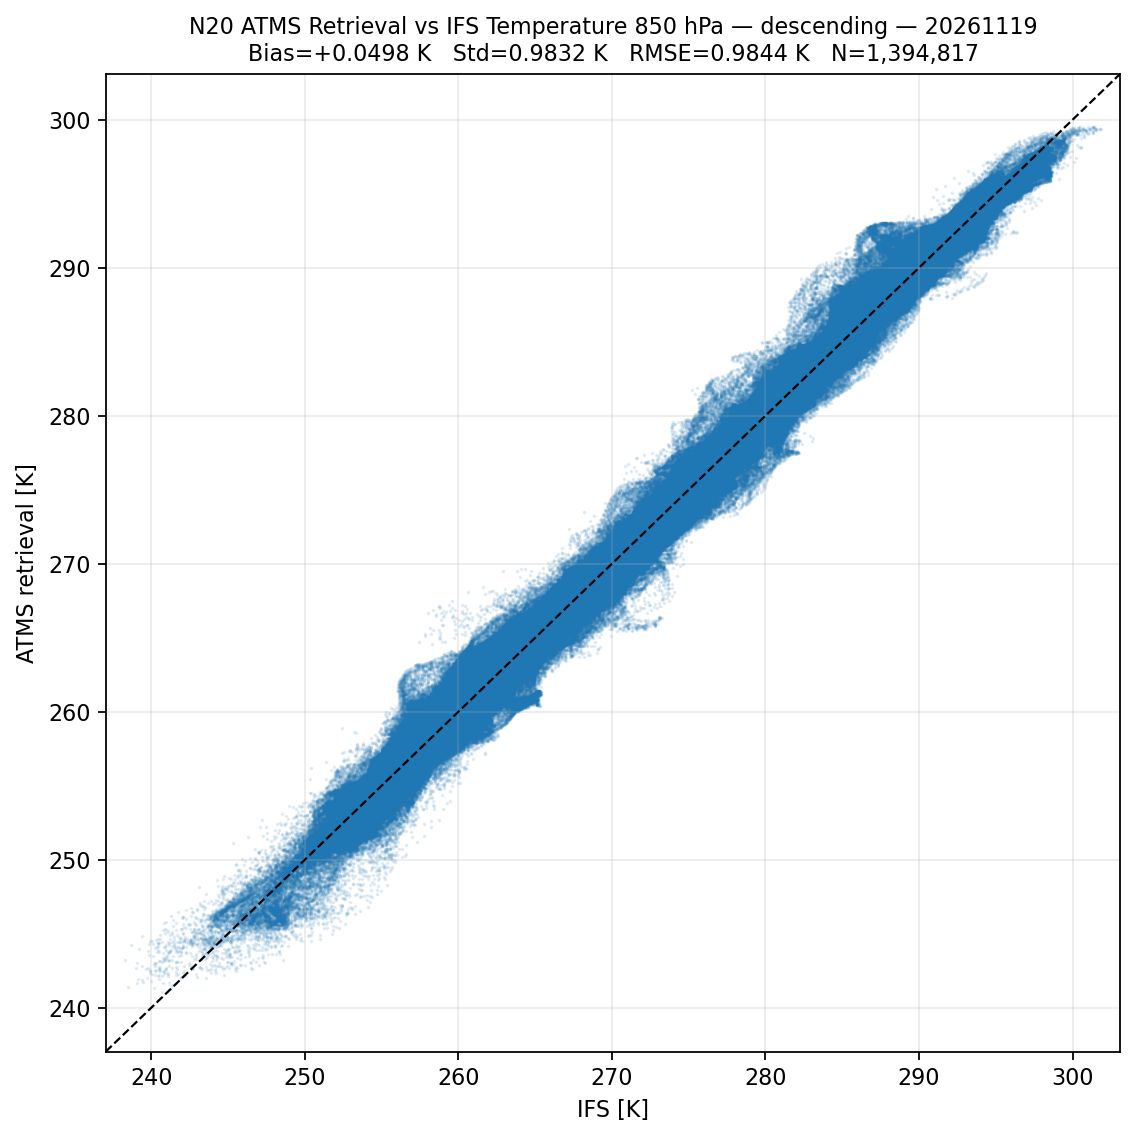 N20 ATMS Retrieval vs IFS Temperature 850 hPa — descending — 20261119
Bias=+0.0498 K   Std=0.9832 K   RMSE=0.9844 K   N=1,394,817
300
290
280
270
260
250
240
ATMS retrieval [K]
240 250 260 270 280 290 300
IFS [K]